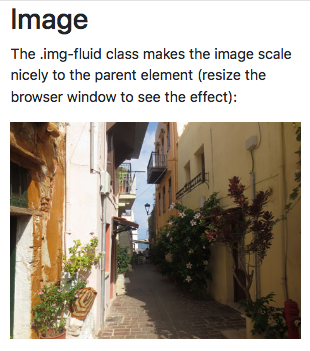 Image
The .img-fluid class makes the image scale
nicely to the parent element (resize the
browser window to see the effect):